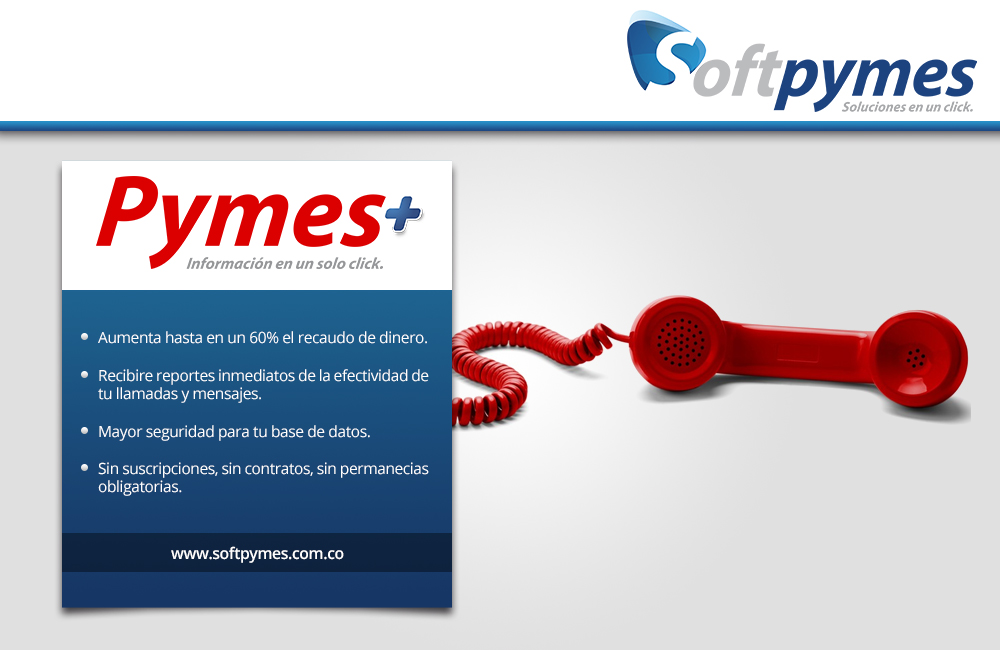 Softpymes
Soluciones en un click.
Pymes+
Información en un solo click.
Aumenta hasta en un 60% el recaudo de dinero.
Recibire reportes inmediatos de la efectividad de
tu llamadas y mensajes.
Mayor seguridad para tu base de datos.
Sin suscripciones, sin contratos, sin permanecias
obligatorias.
www.softpymes.com.co